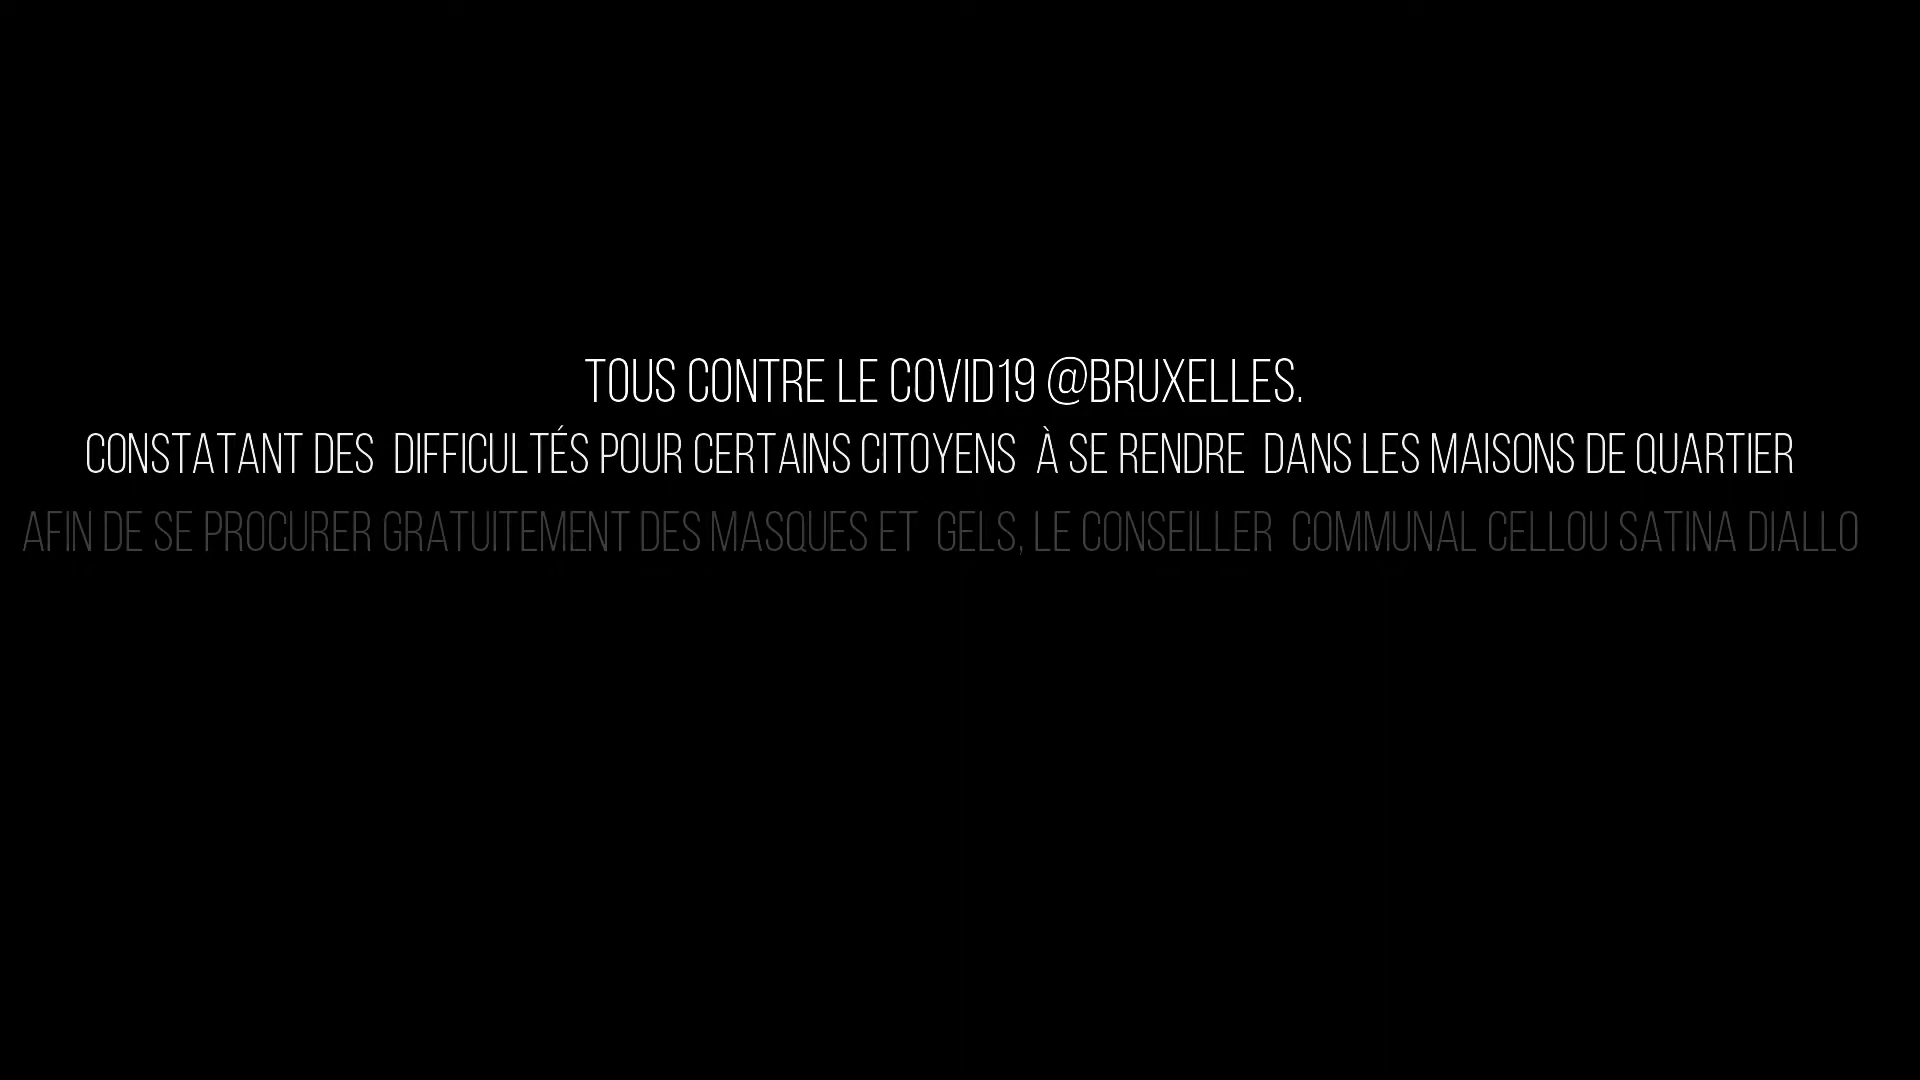 TOUS CONTRE LE COVID19 @BRUXELLES.
CONSTATANT DES  DIFFICULTÉS POUR CERTAINS CITOYENS  À SE RENDRE  DANS LES MAISONS DE QUARTIER
AFIN DE SE PROCURER GRATUITEMENT DES MASQUES ET  GELS, LE CONSEILLER  COMMUNAL CELLOU SATINA DIALLO